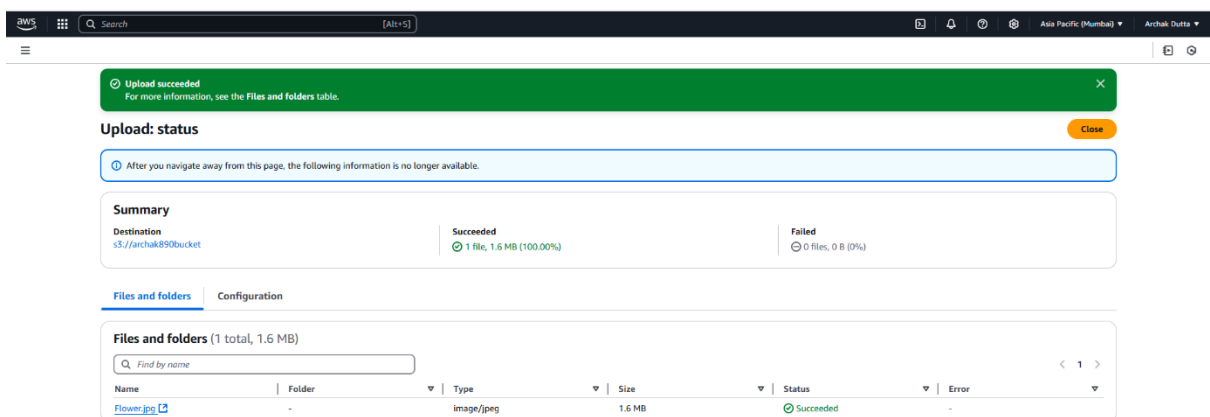 aws Search [Alt+S] Asia Pacific (Mumbai) Archak Dutta
Upload succeeded
For more information, see the Files and folders table.
Upload: status Close
After you navigate away from this page, the following information is no longer available.
Summary
Destination Succeeded Failed
s3://archak890bucket 1 file, 1.6 MB (100.00%) 0 files, 0 B (0%)
Files and folders Configuration
Files and folders (1 total, 1.6 MB)
Find by name 1
Name Folder Type Size Status Error
Flower.jpg - image/jpeg 1.6 MB Succeeded -